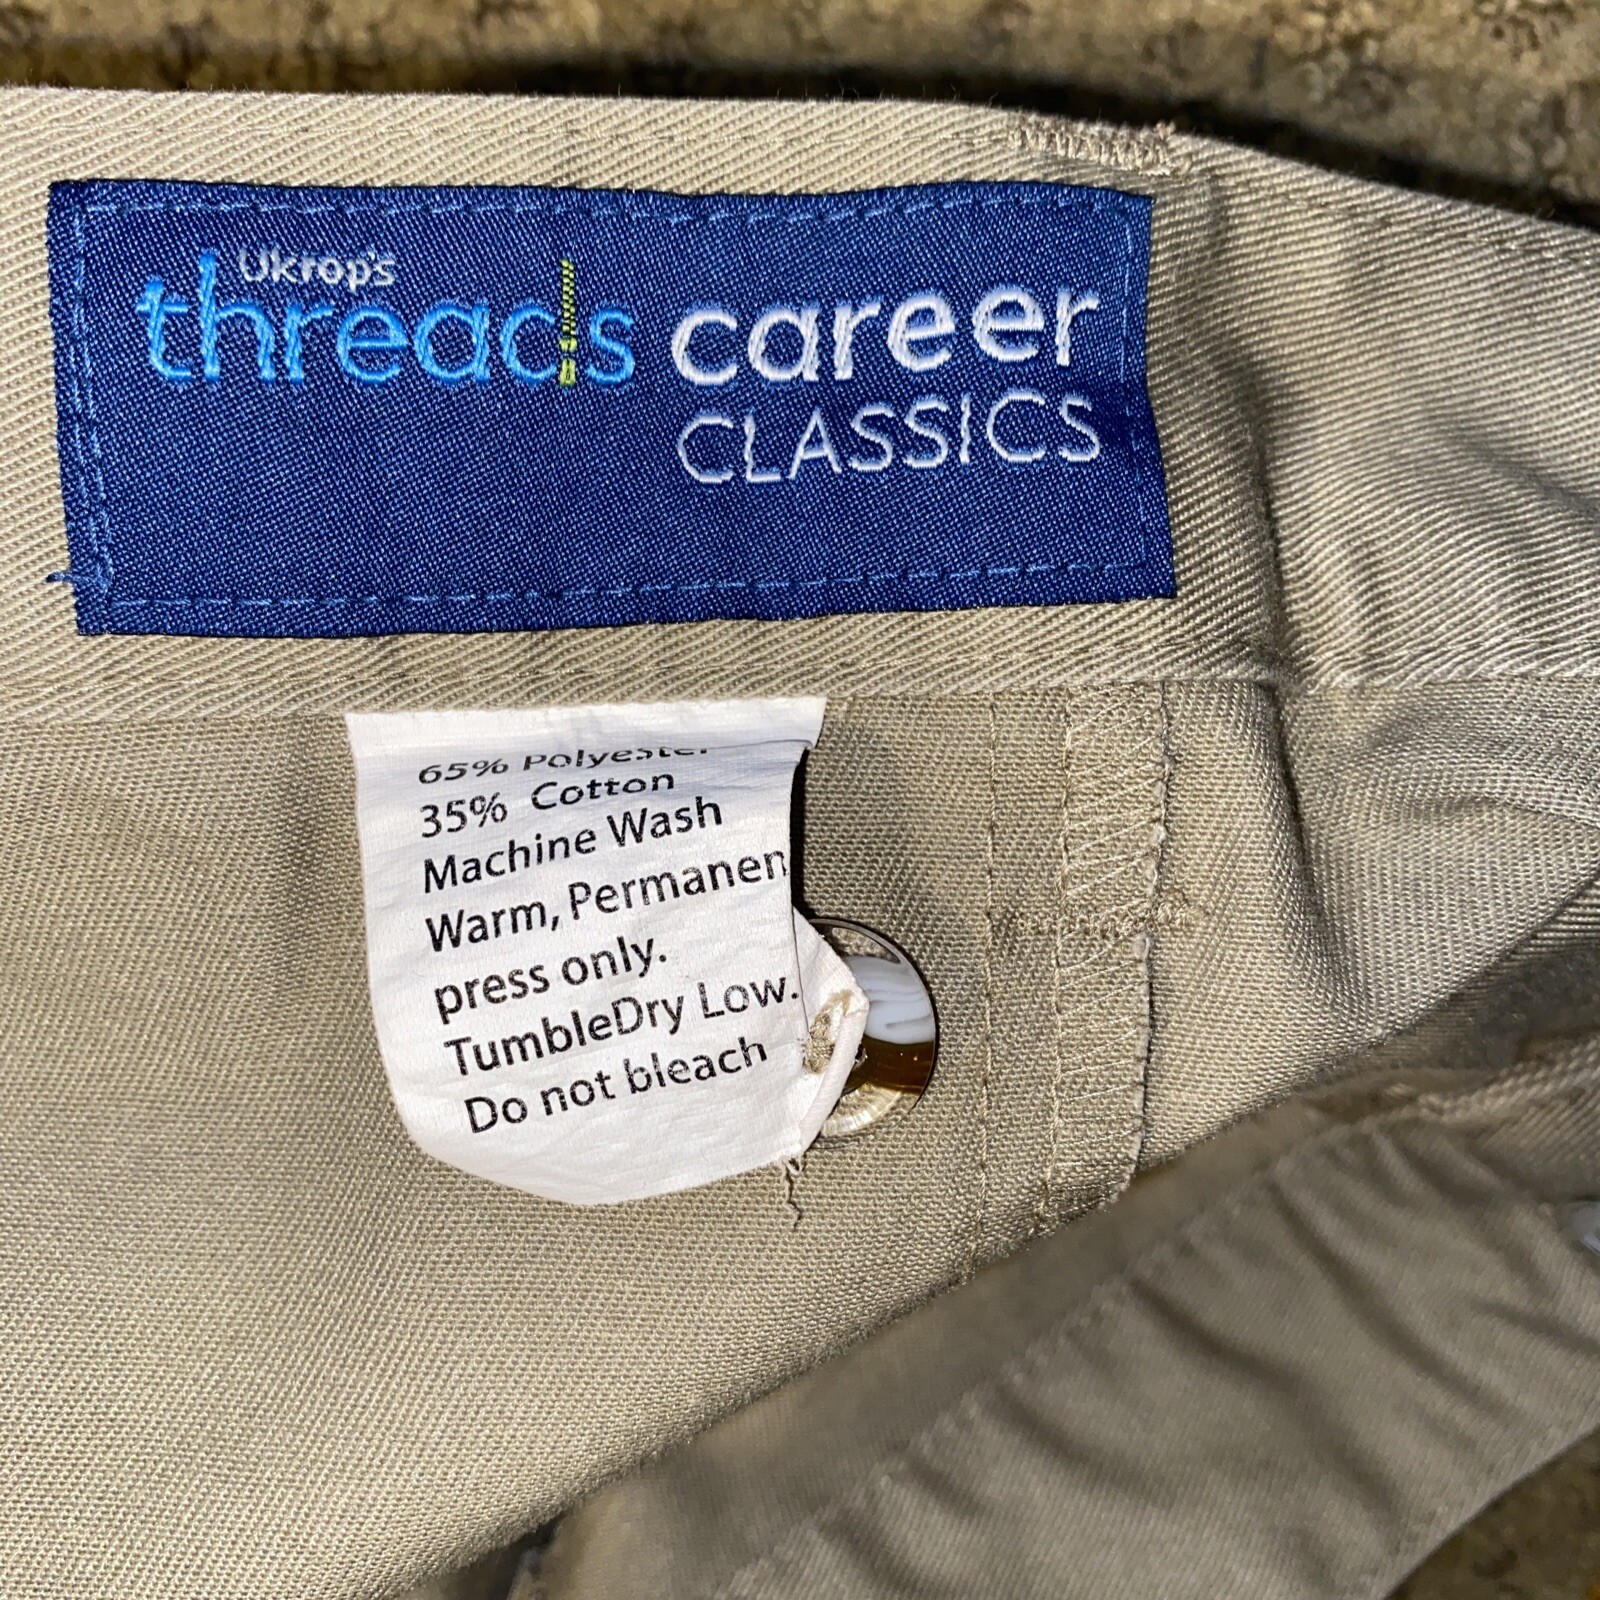 Ukrop's
threads career
CLASSICS
65% Polyester
35% Cotton
Machine Wash
Warm, Permanen
press only.
TumbleDry Low.
Do not bleach